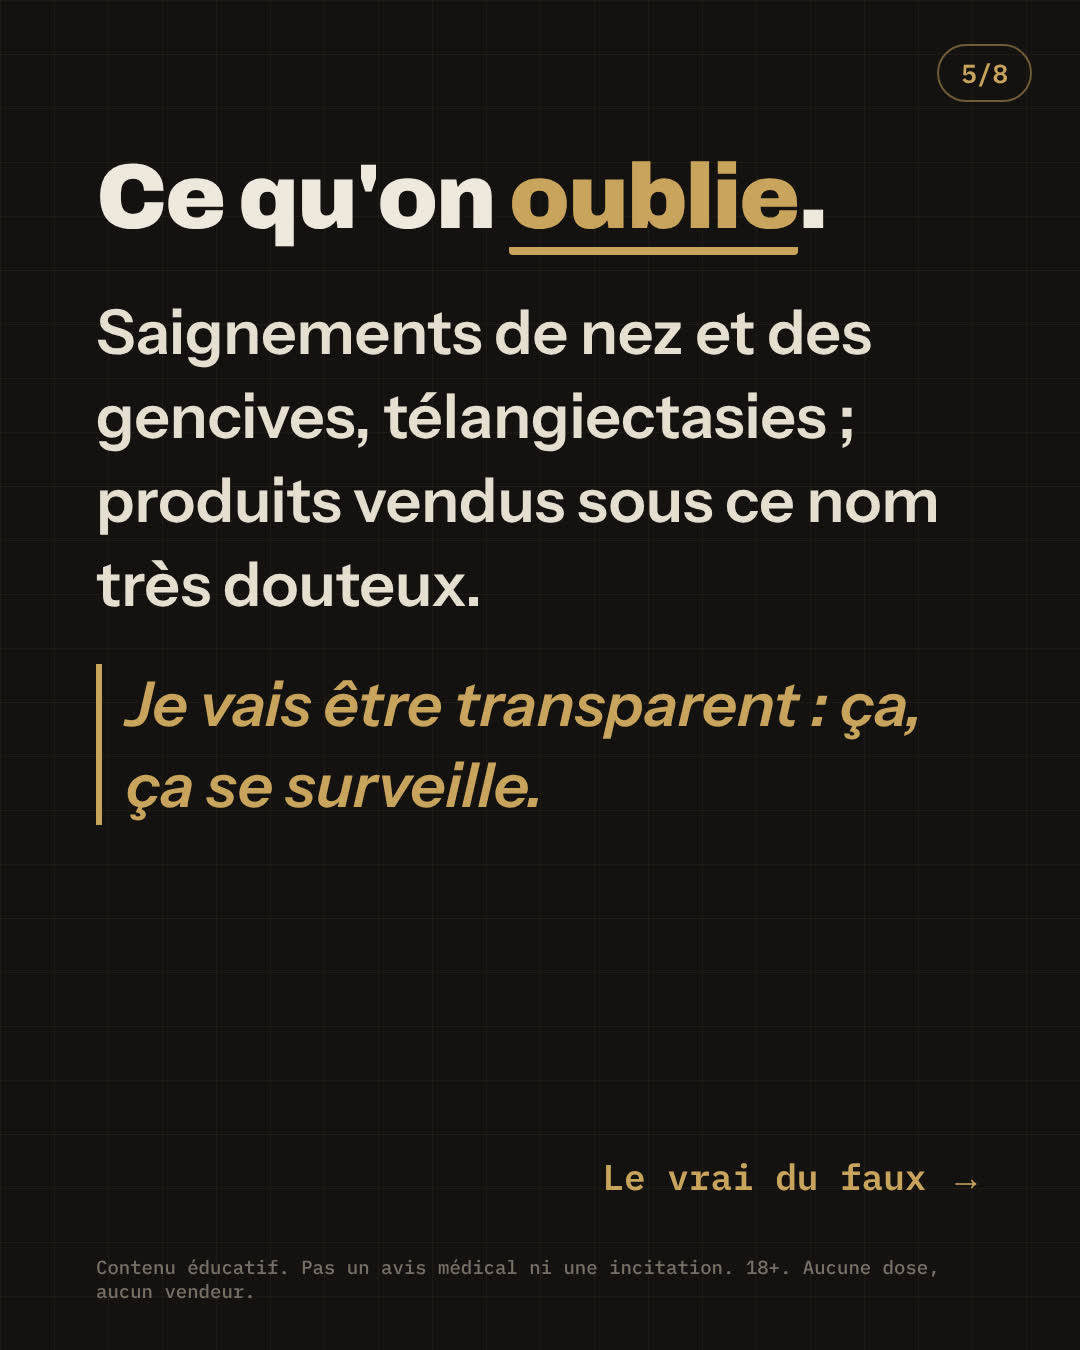 5/8
Ce qu'on oublie.
Saignements de nez et des
gencives, télangiectasies ;
produits vendus sous ce nom
très douteux.
Je vais être transparent : ça,
ça se surveille.
Le vrai du faux →
Contenu éducatif. Pas un avis médical ni une incitation. 18+. Aucune dose,
aucun vendeur.